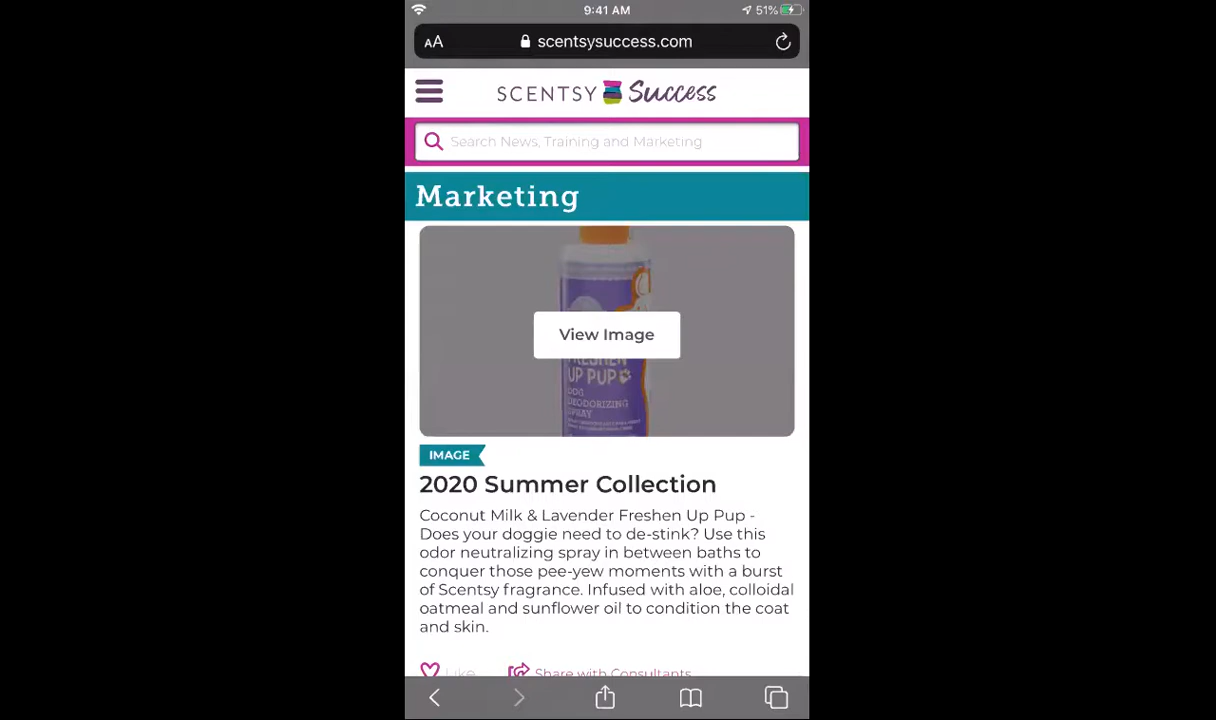 9:41 AM
51%
AA
scentsysuccess.com
SCENTSY Success
Search News, Training and Marketing
Marketing
View Image
FRESHEN
UP PUP
DOG
DEODORIZING
SPRAY
IMAGE
2020 Summer Collection
Coconut Milk & Lavender Freshen Up Pup -
Does your doggie need to de-stink? Use this
odor neutralizing spray in between baths to
conquer those pee-yew moments with a burst
of Scentsy fragrance. Infused with aloe, colloidal
oatmeal and sunflower oil to condition the coat
and skin.
Like
Share with Consultants